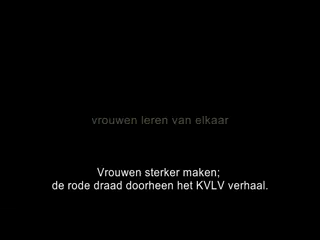 vrouwen leren van elkaar
Vrouwen sterker maken;
de rode draad doorheen het KVLV verhaal.